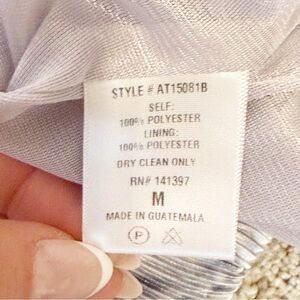 STYLE # AT15081B
SELF:
100% POLYESTER
LINING:
100% POLYESTER
DRY CLEAN ONLY
RN# 141397
M
MADE IN GUATEMALA
P